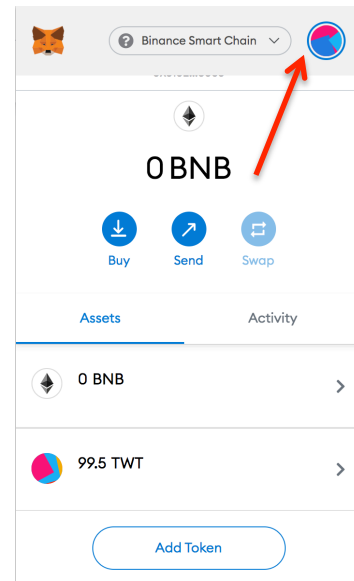 Binance Smart Chain
0 BNB
Buy Send Swap
Assets Activity
0 BNB
99.5 TWT
Add Token